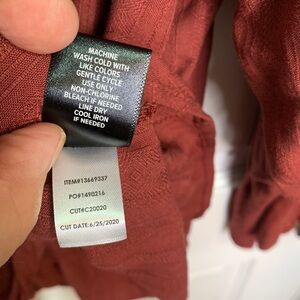 MACHINE
WASH COLD WITH
LIKE COLORS
GENTLE CYCLE
USE ONLY
NON-CHLORINE
BLEACH IF NEEDED
LINE DRY
COOL IRON
IF NEEDED
ITEM#13669337
PO#1490216
CUT#C20020
CUT DATE:6/25/2020